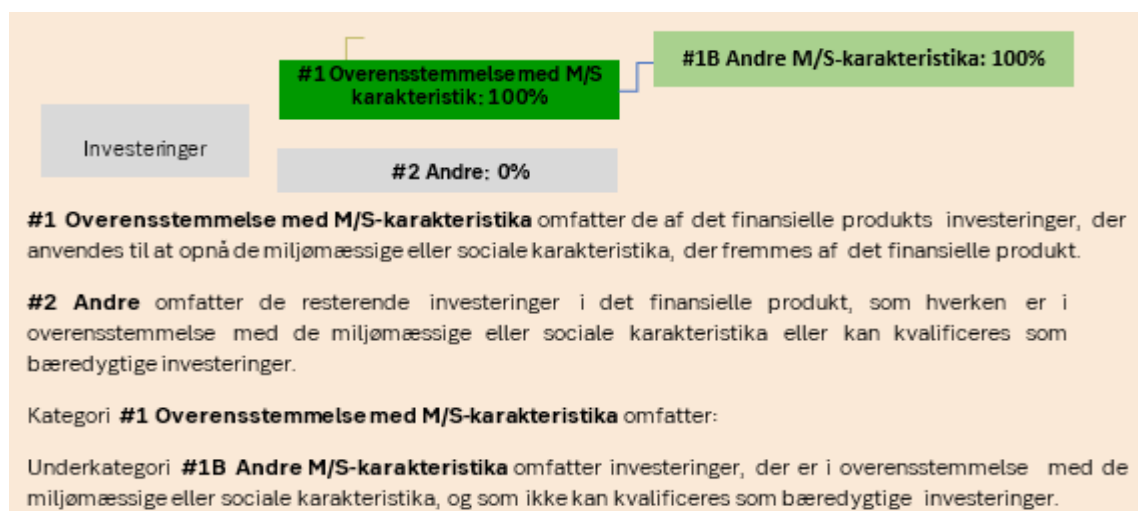 #1B Andre M/S-karakteristika: 100%
#1 Overensstemmelse med M/S
karakteristik: 100%
Investeringer
#2 Andre: 0%
#1 Overensstemmelse med M/S-karakteristika omfatter de af det finansielle produkts investeringer, der
anvendes til at opnå de miljømæssige eller sociale karakteristika, der fremmes af det finansielle produkt.
#2 Andre omfatter de resterende investeringer i det finansielle produkt, som hverken er i
overensstemmelse med de miljømæssige eller sociale karakteristika eller kan kvalificeres som
bæredygtige investeringer.
Kategori #1 Overensstemmelse med M/S-karakteristika omfatter:
Underkategori #1B Andre M/S-karakteristika omfatter investeringer, der er i overensstemmelse med de
miljømæssige eller sociale karakteristika, og som ikke kan kvalificeres som bæredygtige investeringer.